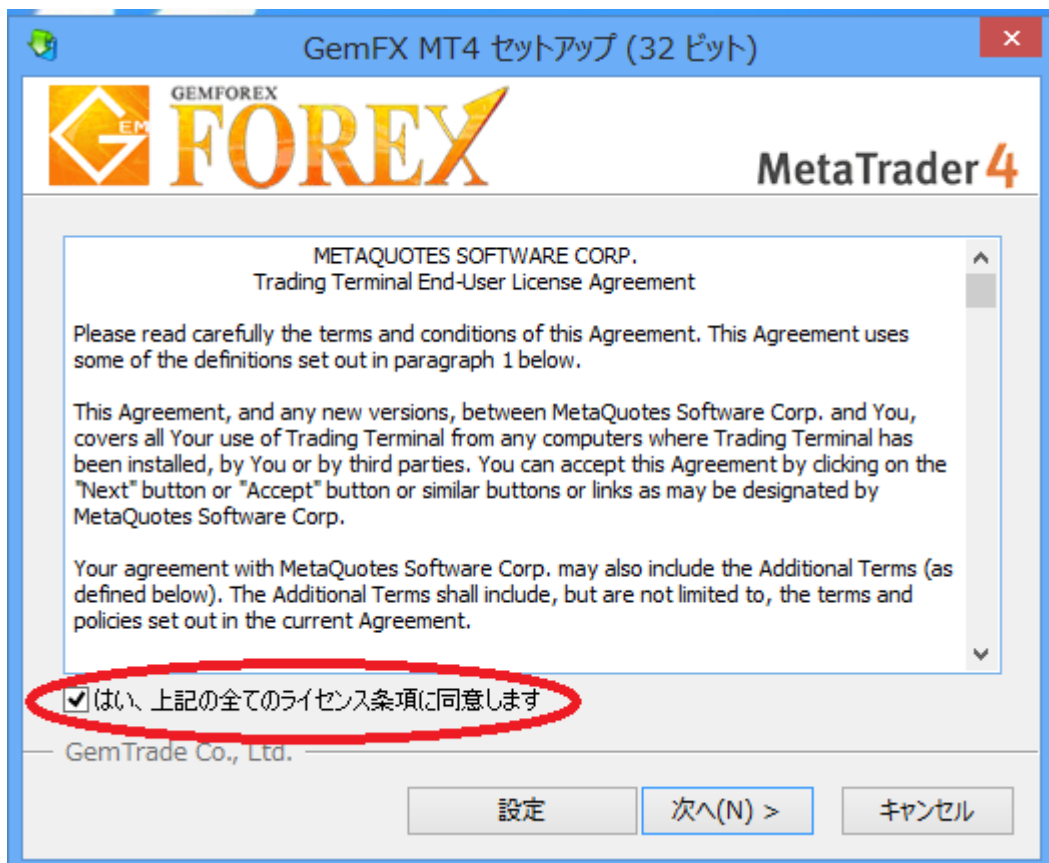 GemFX MT4 セットアップ (32 ビット)
GEM
GEMFOREX
FOREX
MetaTrader 4
METAQUOTES SOFTWARE CORP.
Trading Terminal End-User License Agreement
Please read carefully the terms and conditions of this Agreement. This Agreement uses
some of the definitions set out in paragraph 1 below.
This Agreement, and any new versions, between MetaQuotes Software Corp. and You,
covers all Your use of Trading Terminal from any computers where Trading Terminal has
been installed, by You or by third parties. You can accept this Agreement by clicking on the
"Next" button or "Accept" button or similar buttons or links as may be designated by
MetaQuotes Software Corp.
Your agreement with MetaQuotes Software Corp. may also include the Additional Terms (as
defined below). The Additional Terms shall include, but are not limited to, the terms and
policies set out in the current Agreement.
はい、上記の全てのライセンス条項に同意します
GemTrade Co., Ltd.
設定
次へ(N) >
キャンセル